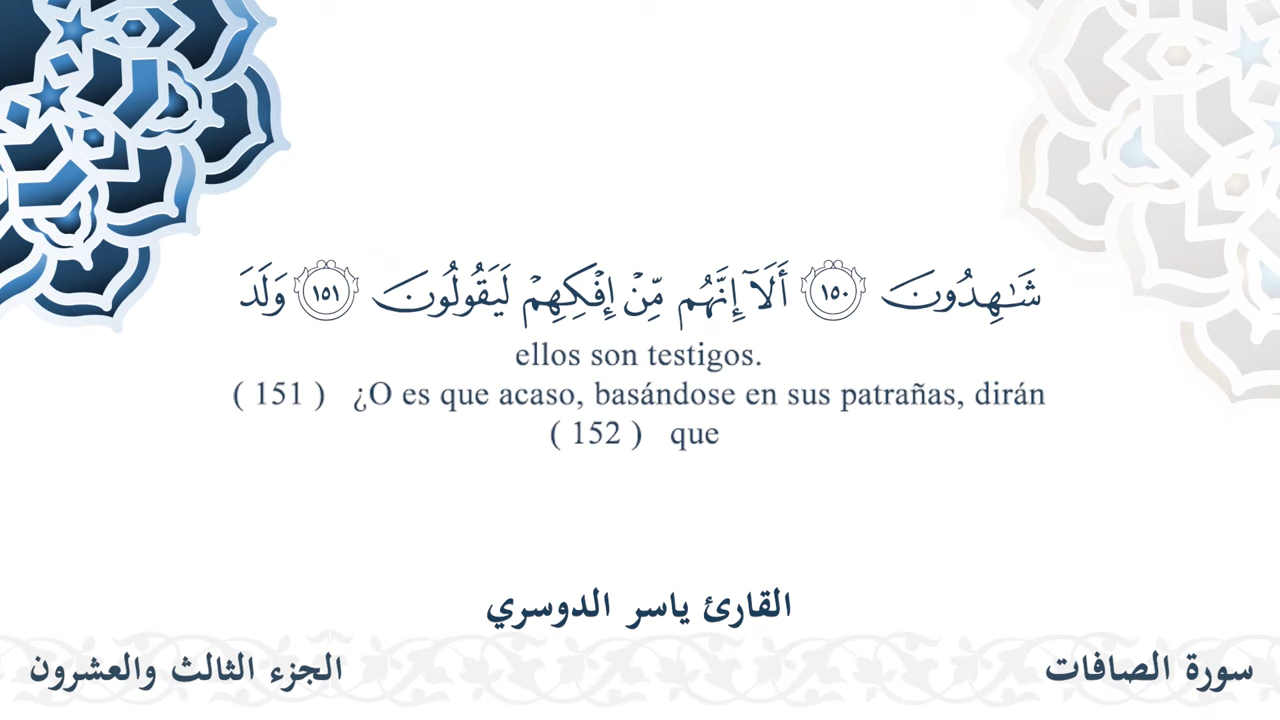 شَـٰهِدُونَ ١٥٠ أَلَآ إِنَّهُم مِّنْ إِفْكِهِمْ لَيَقُولُونَ ١٥١ وَلَدَ
ellos son testigos.
( 151 ) ¿O es que acaso, basándose en sus patrañas, dirán
( 152 ) que
القارئ ياسر الدوسري
سورة الصافات
الجزء الثالث والعشرون